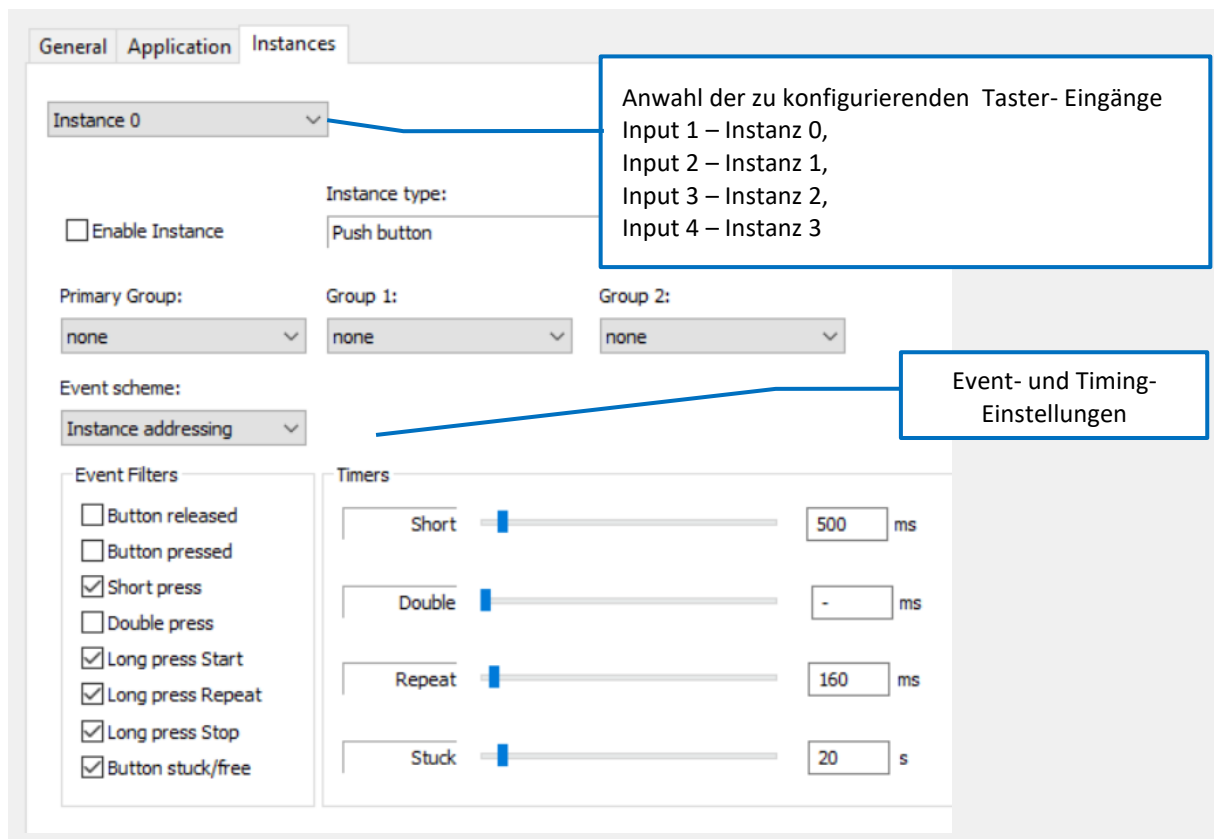 General Application Instances
Instance 0
Anwahl der zu konfigurierenden Taster- Eingänge
Input 1 – Instanz 0,
Input 2 – Instanz 1,
Input 3 – Instanz 2,
Input 4 – Instanz 3
Instance type:
Enable Instance
Push button
Primary Group:
Group 1:
Group 2:
none
none
none
Event- und Timing-
Einstellungen
Event scheme:
Instance addressing
Event Filters
Button released
Button pressed
Short press
Double press
Long press Start
Long press Repeat
Long press Stop
Button stuck/free
Timers
Short 500 ms
Double - ms
Repeat 160 ms
Stuck 20 s